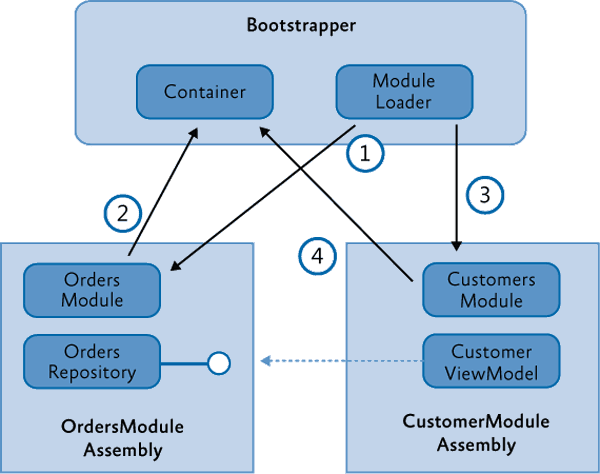 Bootstrapper
Container
Module
Loader
1
2
3
4
Orders
Module
Customers
Module
Orders
Repository
Customer
ViewModel
OrdersModule
Assembly
CustomerModule
Assembly